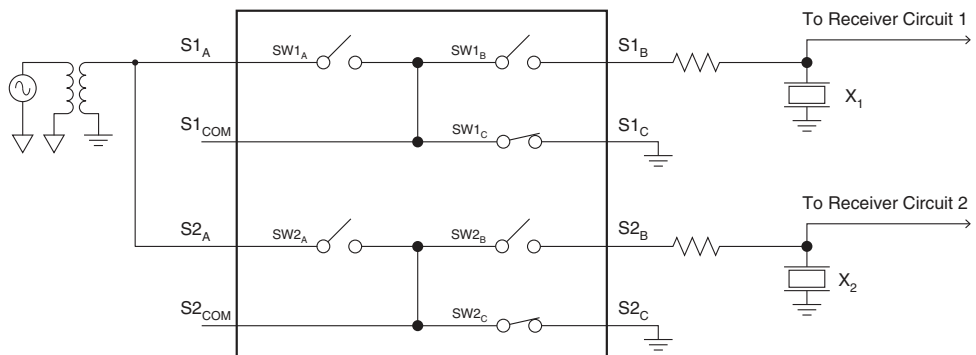 To Receiver Circuit 1
S1A SW1A SW1B S1B
X1
S1COM SW1C S1C
To Receiver Circuit 2
S2A SW2A SW2B S2B
X2
S2COM SW2C S2C